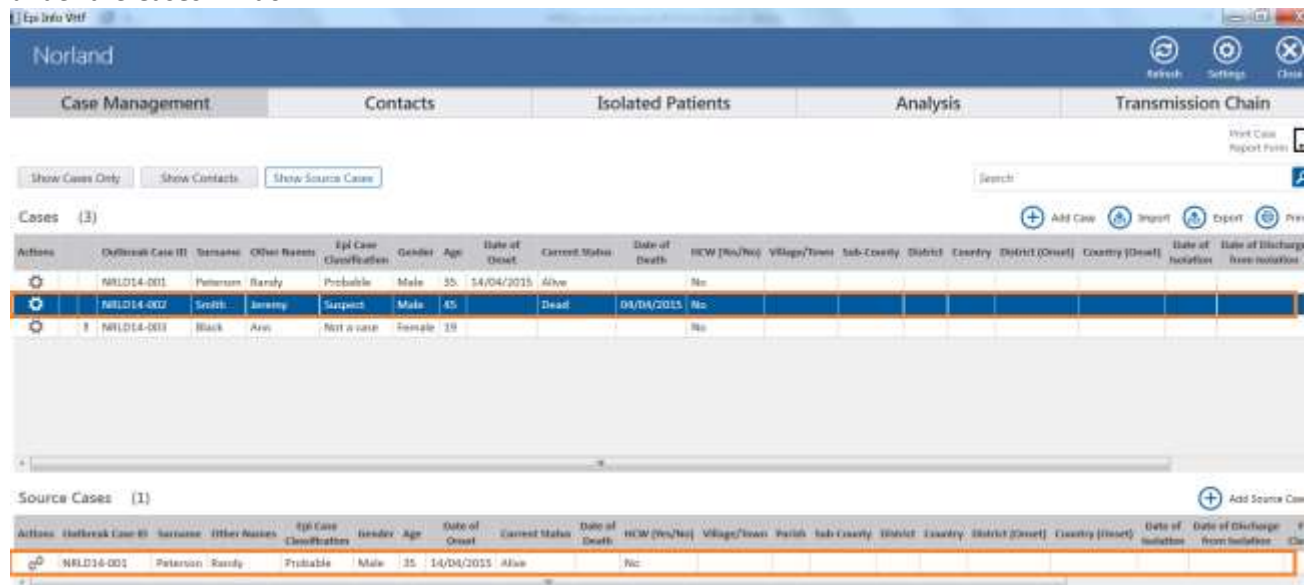 Epi Info VHF
Norland
Refresh Settings Close
Case Management Contacts Isolated Patients Analysis Transmission Chain
Print Case
Report Form
Show Cases Only Show Contacts Show Source Cases Search
Cases (3) Add Case Import Export Print
Actions Outbreak Case ID Surname Other Names Epi Case Classification Gender Age Date of Onset Current Status Date of Death HCW (Yes/No) Village/Town Sub-County District Country District (Onset) Country (Onset) Date of Isolation Date of Discharge from Isolation
NRLD14-001 Peterson Randy Probable Male 35 14/04/2015 Alive No
NRLD14-002 Smith Jeremy Suspect Male 45 Dead 04/04/2015 No
! NRLD14-003 Black Ann Not a case Female 19 No
Source Cases (1) Add Source Case
Actions Outbreak Case ID Surname Other Names Epi Case Classification Gender Age Date of Onset Current Status Date of Death HCW (Yes/No) Village/Town Parish Sub County District Country District (Onset) Country (Onset) Date of Isolation Date of Discharge from Isolation
NRLD14-001 Peterson Randy Probable Male 35 14/04/2015 Alive No